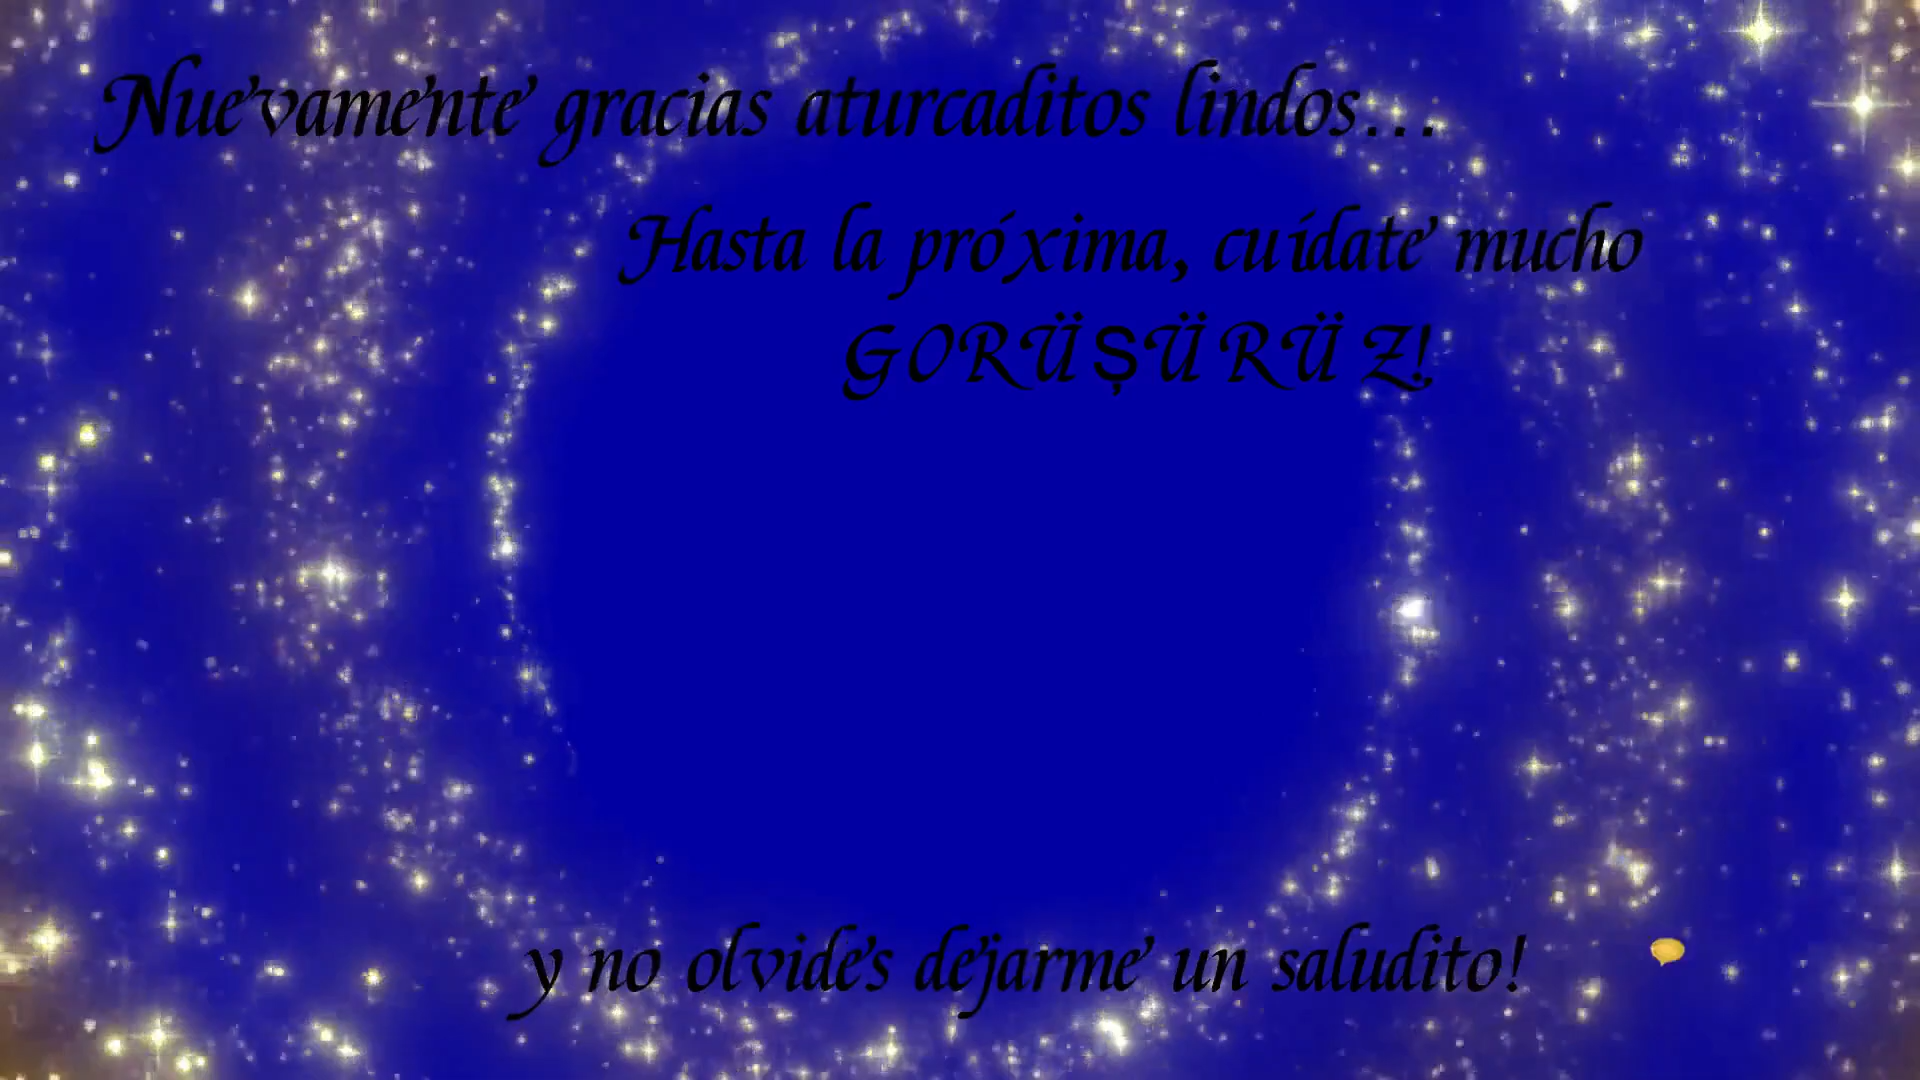 Nuevamente gracias aturcaditos lindos...
Hasta la próxima, cuídate mucho
GORÜŞÜRÜZ!
y no olvides dejarme un saludito!